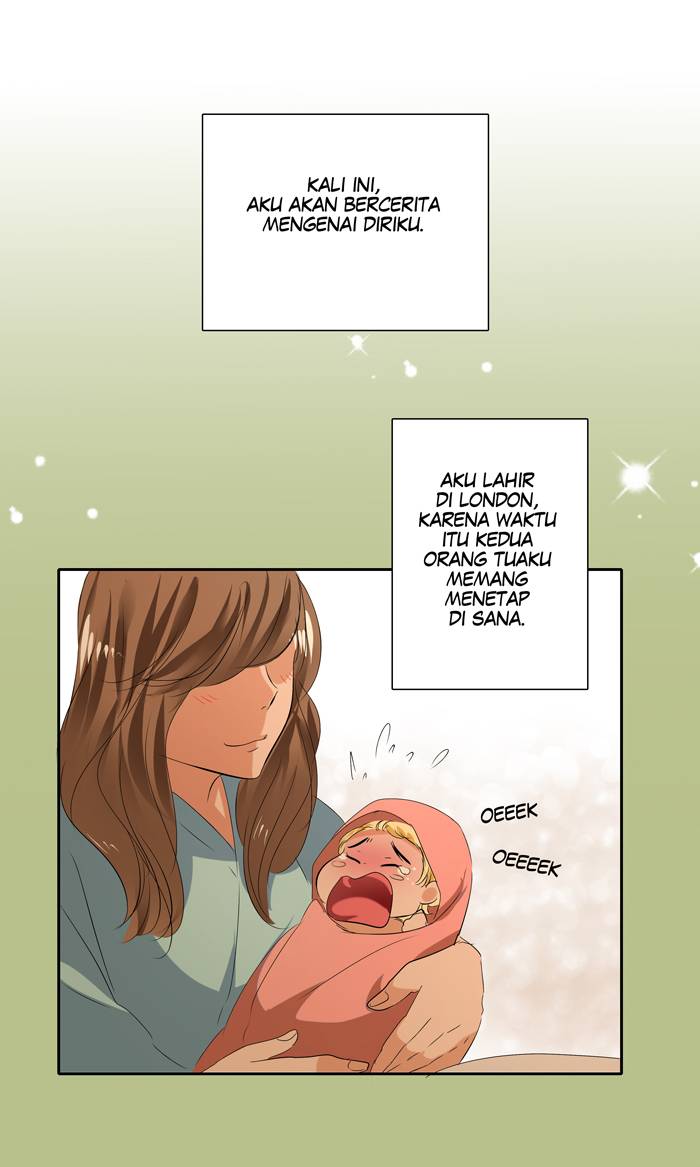 KALI INI,
AKU AKAN BERCERITA
MENGENAI DIRIKU.
AKU LAHIR
DI LONDON,
KARENA WAKTU
ITU KEDUA
ORANG TUAKU
MEMANG
MENETAP
DI SANA.
OEEEK
OEEEEK